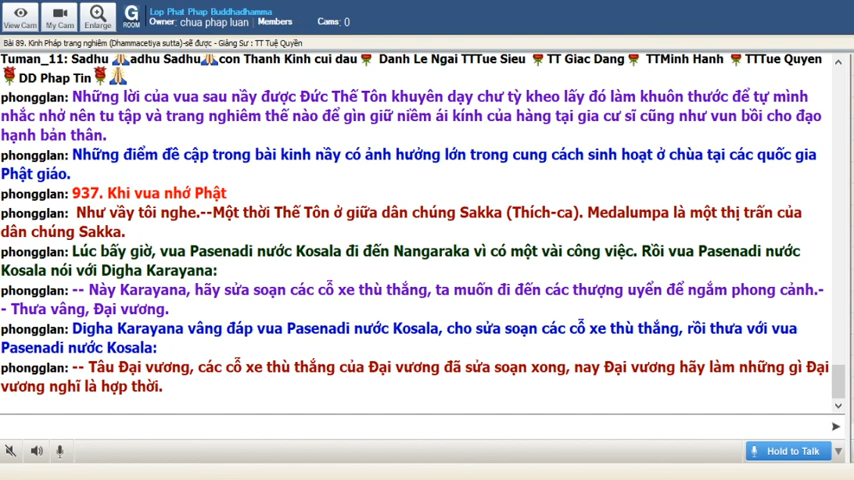 View Cam
My Cam
Enlarge
G
ROOM
Lop Phat Phap Buddhadhamma
Owner: chua phap luan Members Cams: 0
Bài 89. Kinh Pháp trang nghiêm (Dhammacetiya sutta)-sẽ được - Giảng Sư : TT Tuệ Quyền
Tuman_11: Sadhu adhu Sadhu con Thanh Kinh cui dau Danh Le Ngai TTTue Sieu TT Giac Dang TTMinh Hanh TTTue Quyen
DD Phap Tin
phongglan: Những lời của vua sau nầy được Đức Thế Tôn khuyên dạy chư tỳ kheo lấy đó làm khuôn thước để tự mình
nhắc nhở nên tu tập và trang nghiêm thế nào để gìn giữ niềm ái kính của hàng tại gia cư sĩ cũng như vun bồi cho đạo
hạnh bản thân.
phongglan: Những điểm đề cập trong bài kinh nầy có ảnh hưởng lớn trong cung cách sinh hoạt ở chùa tại các quốc gia
Phật giáo.
phongglan: 937. Khi vua nhớ Phật
phongglan: Như vầy tôi nghe.--Một thời Thế Tôn ở giữa dân chúng Sakka (Thích-ca). Medalumpa là một thị trấn của
dân chúng Sakka.
phongglan: Lúc bấy giờ, vua Pasenadi nước Kosala đi đến Nangaraka vì có một vài công việc. Rồi vua Pasenadi nước
Kosala nói với Digha Karayana:
phongglan: -- Này Karayana, hãy sửa soạn các cỗ xe thù thắng, ta muốn đi đến các thượng uyển để ngắm phong cảnh.-
- Thưa vâng, Đại vương.
phongglan: Digha Karayana vâng đáp vua Pasenadi nước Kosala, cho sửa soạn các cỗ xe thù thắng, rồi thưa với vua
Pasenadi nước Kosala:
phongglan: -- Tâu Đại vương, các cỗ xe thù thắng của Đại vương đã sửa soạn xong, nay Đại vương hãy làm những gì Đại
vương nghĩ là hợp thời.
Hold to Talk